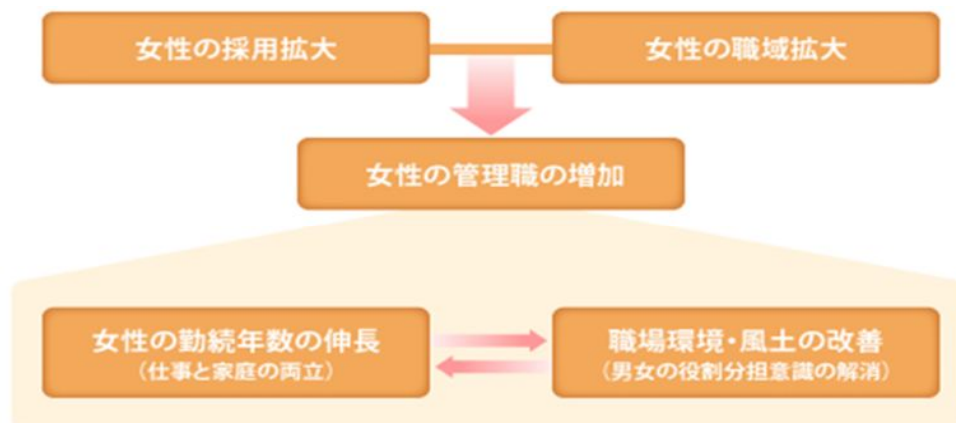 女性の採用拡大
女性の職域拡大
女性の管理職の増加
女性の勤続年数の伸長
(仕事と家庭の両立)
職場環境・風土の改善
(男女の役割分担意識の解消)